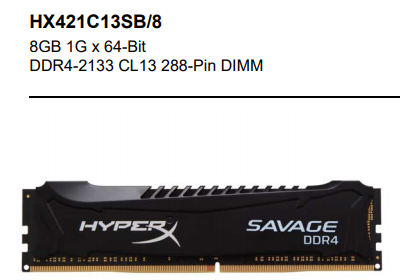 HX421C13SB/8
8GB 1G x 64-Bit
DDR4-2133 CL13 288-Pin DIMM
HYPERX SAVAGE
DDR4